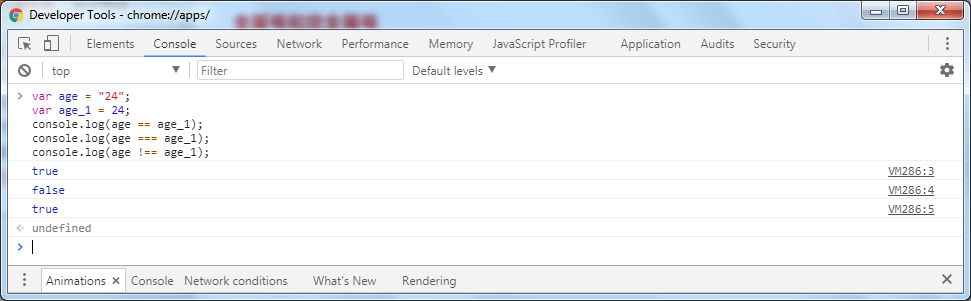 Developer Tools - chrome://apps/
Elements Console Sources Network Performance Memory JavaScript Profiler Application Audits Security
top Filter Default levels
var age = "24";
var age_1 = 24;
console.log(age == age_1);
console.log(age === age_1);
console.log(age !== age_1);
true VM286:3
false VM286:4
true VM286:5
undefined
Animations Console Network conditions What's New Rendering